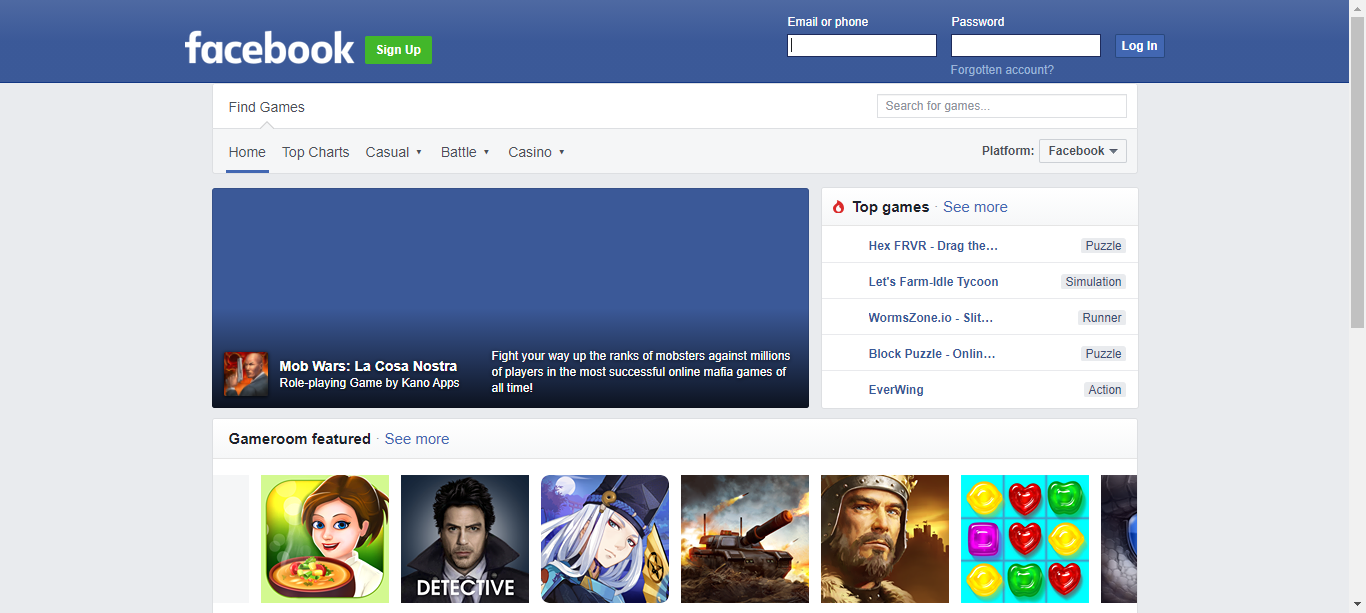 facebook
Sign Up
Email or phone
Password
Log In
Forgotten account?
Find Games
Search for games...
Home
Top Charts
Casual
Battle
Casino
Platform:
Facebook
Mob Wars: La Cosa Nostra
Role-playing Game by Kano Apps
Fight your way up the ranks of mobsters against millions
of players in the most successful online mafia games of
all time!
Top games · See more
Hex FRVR - Drag the… Puzzle
Let's Farm-Idle Tycoon Simulation
WormsZone.io - Slit… Runner
Block Puzzle - Onlin… Puzzle
EverWing Action
Gameroom featured · See more
DETECTIVE